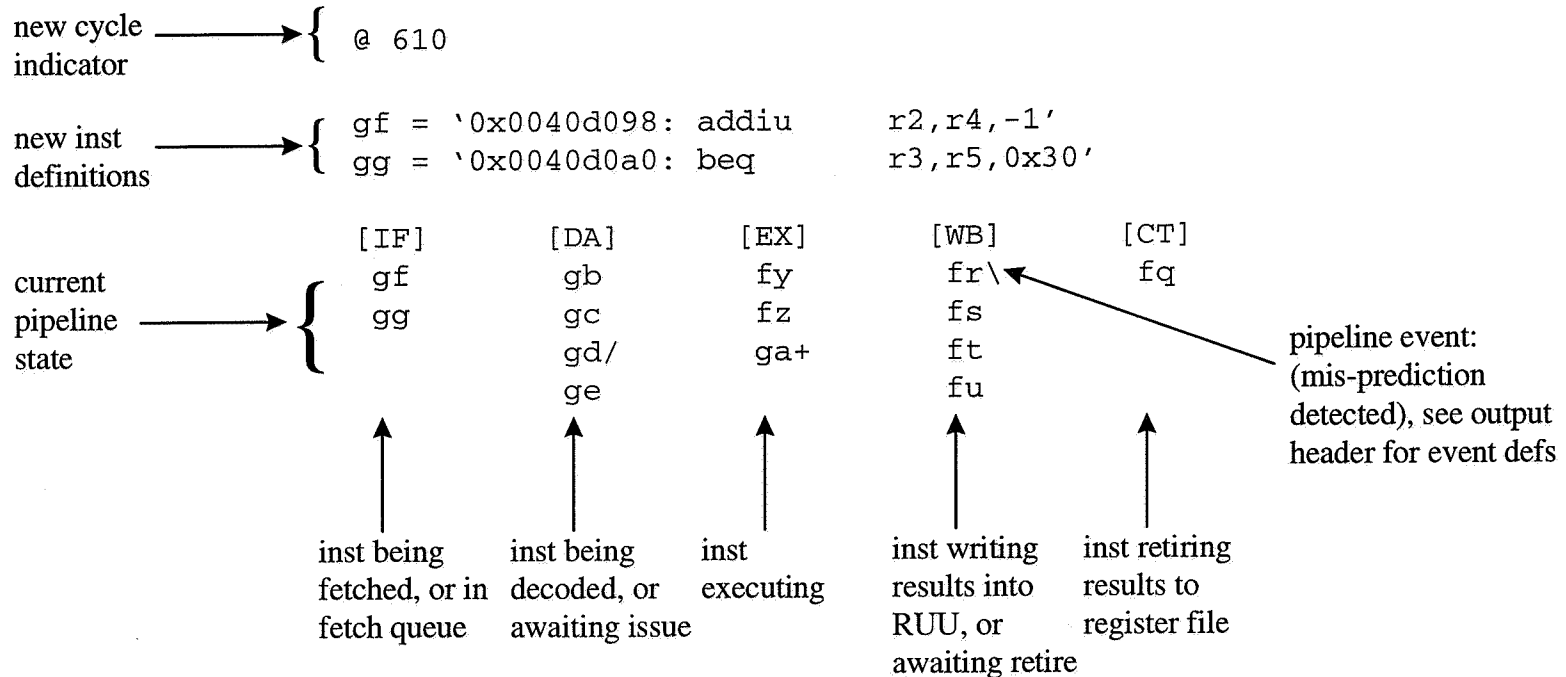 new cycle
indicator
{ @ 610
new inst
definitions
{ gf = ‵0x0040d098: addiu r2,r4,-1′
gg = ‵0x0040d0a0: beq r3,r5,0x30′
[IF] [DA] [EX] [WB] [CT]
current
pipeline
state
{ gf gb fy fr\ fq
gg gc fz fs
gd/ ga+ ft
ge fu
pipeline event:
(mis-prediction
detected), see output
header for event defs
inst being
fetched, or in
fetch queue
inst being
decoded, or
awaiting issue
inst
executing
inst writing
results into
RUU, or
awaiting retire
inst retiring
results to
register file